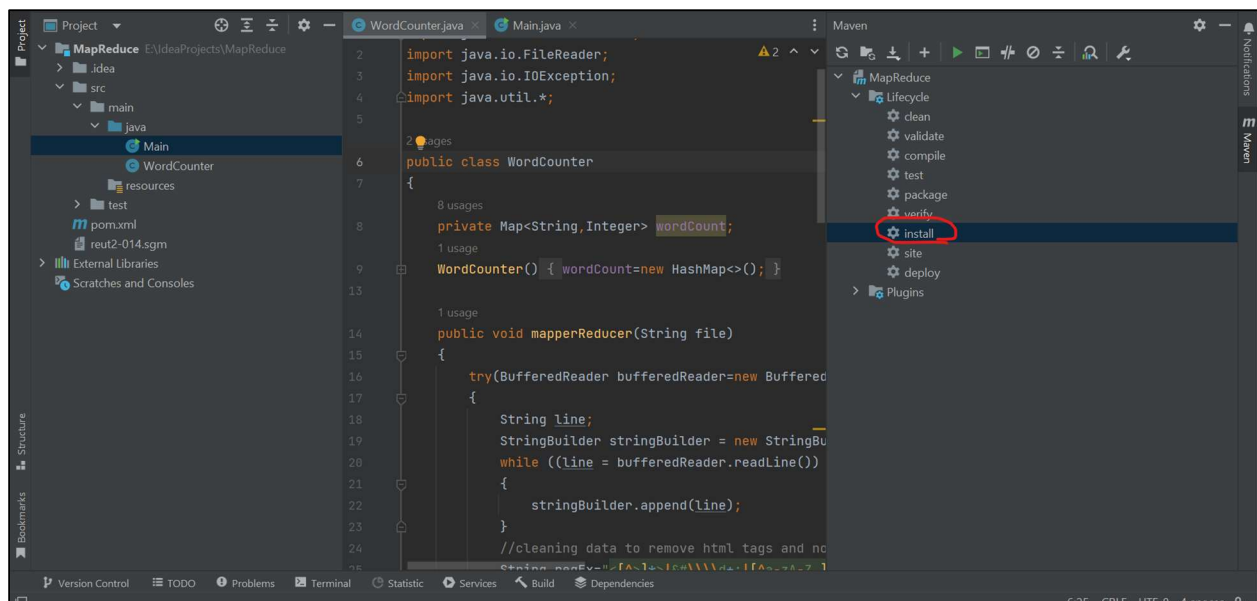 Project
MapReduce E:\IdeaProjects\MapReduce
.idea
src
main
java
Main
WordCounter
resources
test
pom.xml
reut2-014.sgm
External Libraries
Scratches and Consoles
Project
Structure
Bookmarks
WordCounter.java
Main.java
2
2 import java.io.FileReader;
3 import java.io.IOException;
4 import java.util.*;
5
2 usages
6 public class WordCounter
7 {
8 usages
8 private Map<String,Integer> wordCount;
1 usage
9 WordCounter() { wordCount=new HashMap<>(); }
13
1 usage
14 public void mapperReducer(String file)
15 {
16 try(BufferedReader bufferedReader=new Buffered
17 {
18 String line;
19 StringBuilder stringBuilder = new StringBu
20 while ((line = bufferedReader.readLine())
21 {
22 stringBuilder.append(line);
23 }
24 //cleaning data to remove html tags and no
Maven
MapReduce
Lifecycle
clean
validate
compile
test
package
verify
install
site
deploy
Plugins
Notifications
m Maven
Version Control TODO Problems Terminal Statistic Services Build Dependencies